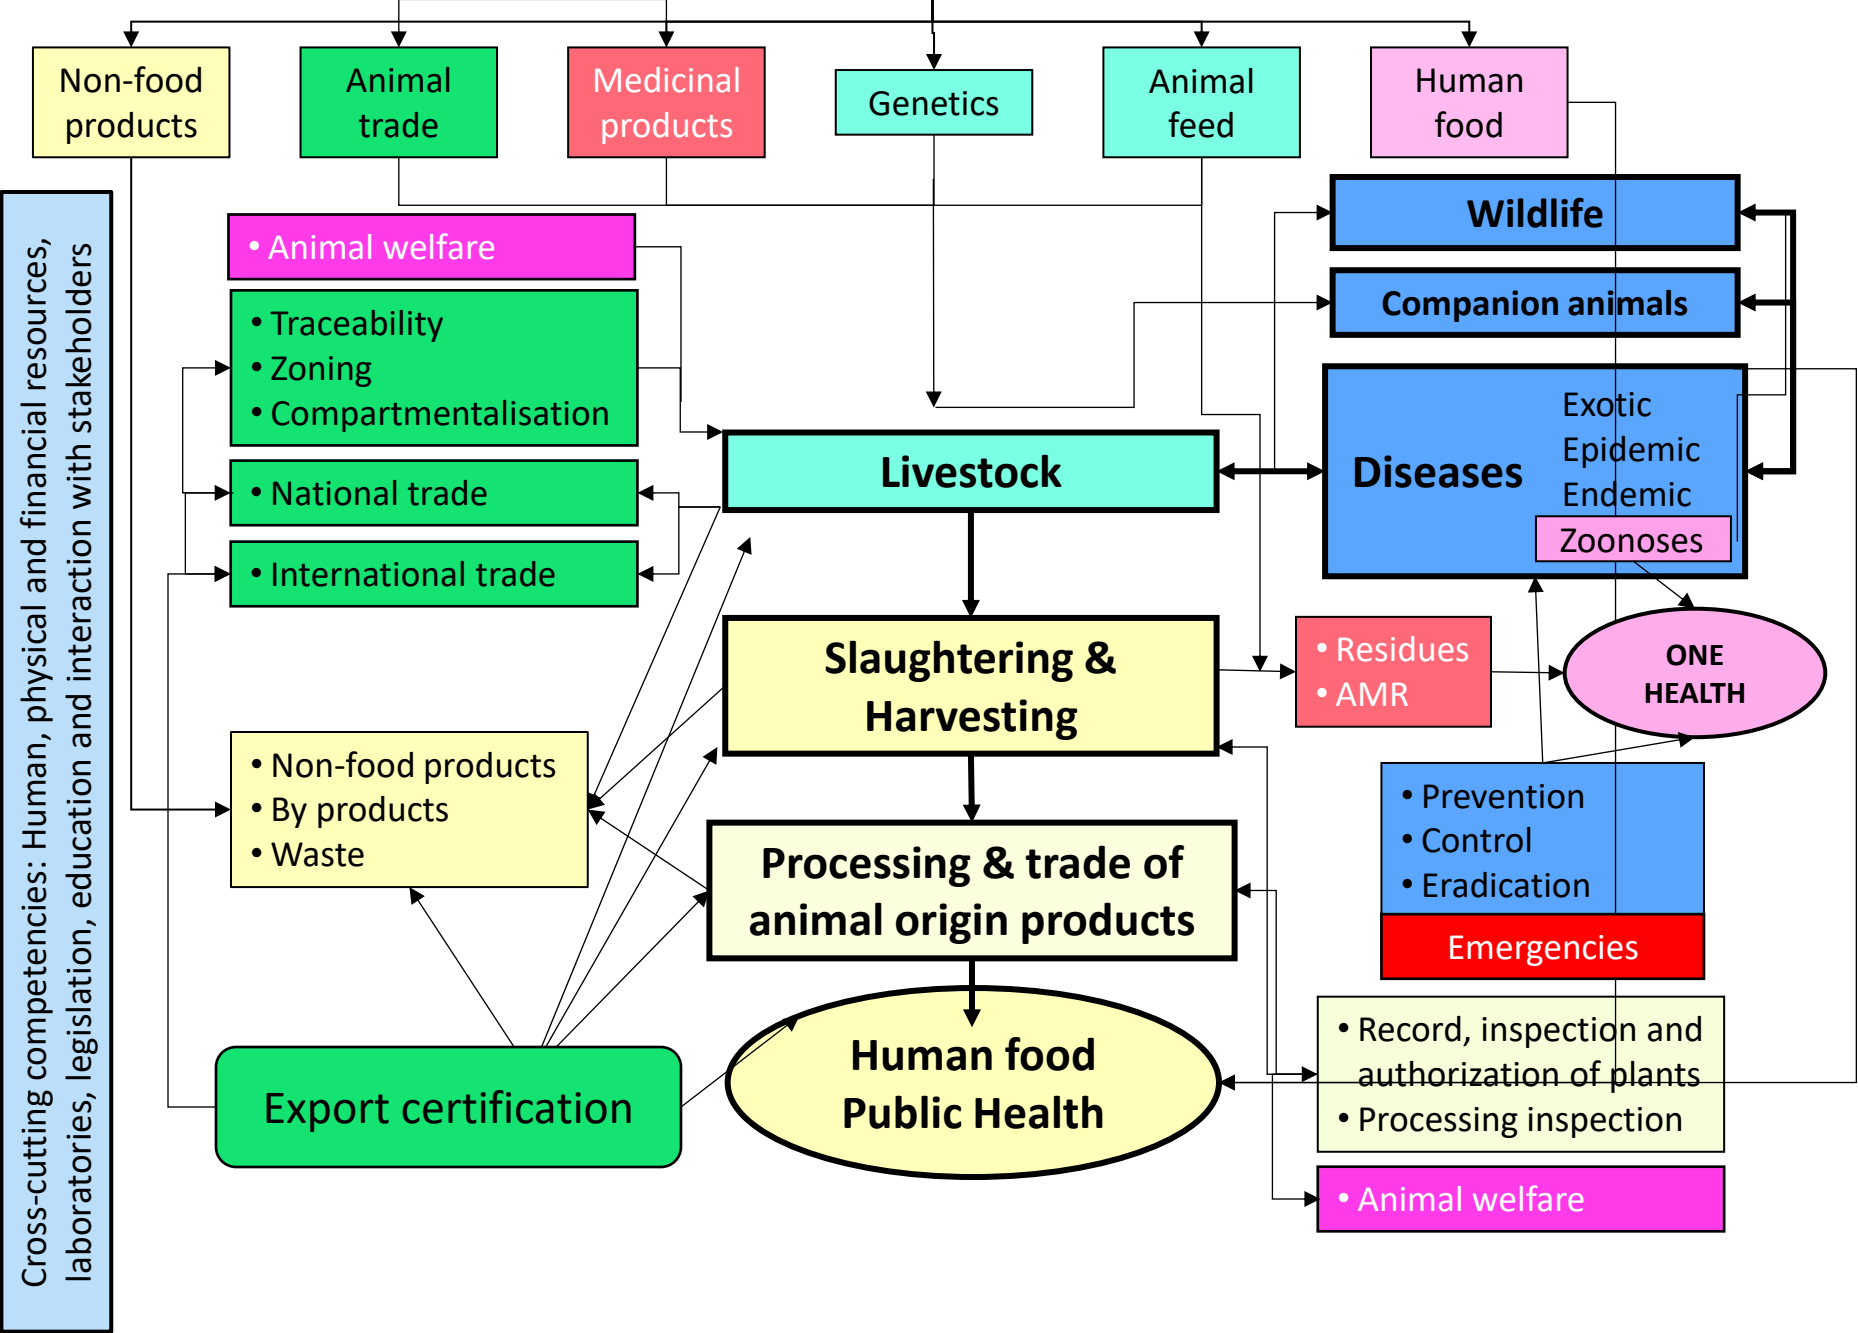 Non-food
products
Animal
trade
Medicinal
products
Genetics
Animal
feed
Human
food
Cross-cutting competencies: Human, physical and financial resources,
laboratories, legislation, education and interaction with stakeholders
• Animal welfare
• Traceability
• Zoning
• Compartmentalisation
• National trade
• International trade
Wildlife
Companion animals
Livestock
Diseases
Exotic
Epidemic
Endemic
Zoonoses
Slaughtering &
Harvesting
• Residues
• AMR
ONE
HEALTH
• Non-food products
• By products
• Waste
Processing & trade of
animal origin products
• Prevention
• Control
• Eradication
Emergencies
Export certification
Human food
Public Health
• Record, inspection and
authorization of plants
• Processing inspection
• Animal welfare